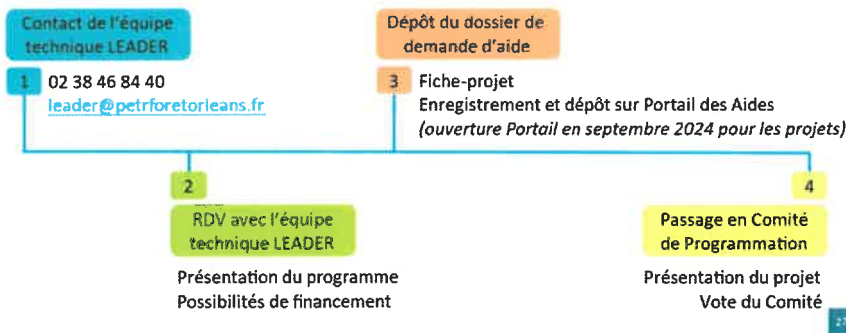 Contact de l'équipe
technique LEADER
1
02 38 46 84 40
leader@petrforetorleans.fr
2
RDV avec l'équipe
technique LEADER
Présentation du programme
Possibilités de financement
Dépôt du dossier de
demande d'aide
3
Fiche-projet
Enregistrement et dépôt sur Portail des Aides
(ouverture Portail en septembre 2024 pour les projets)
4
Passage en Comité
de Programmation
Présentation du projet
Vote du Comité